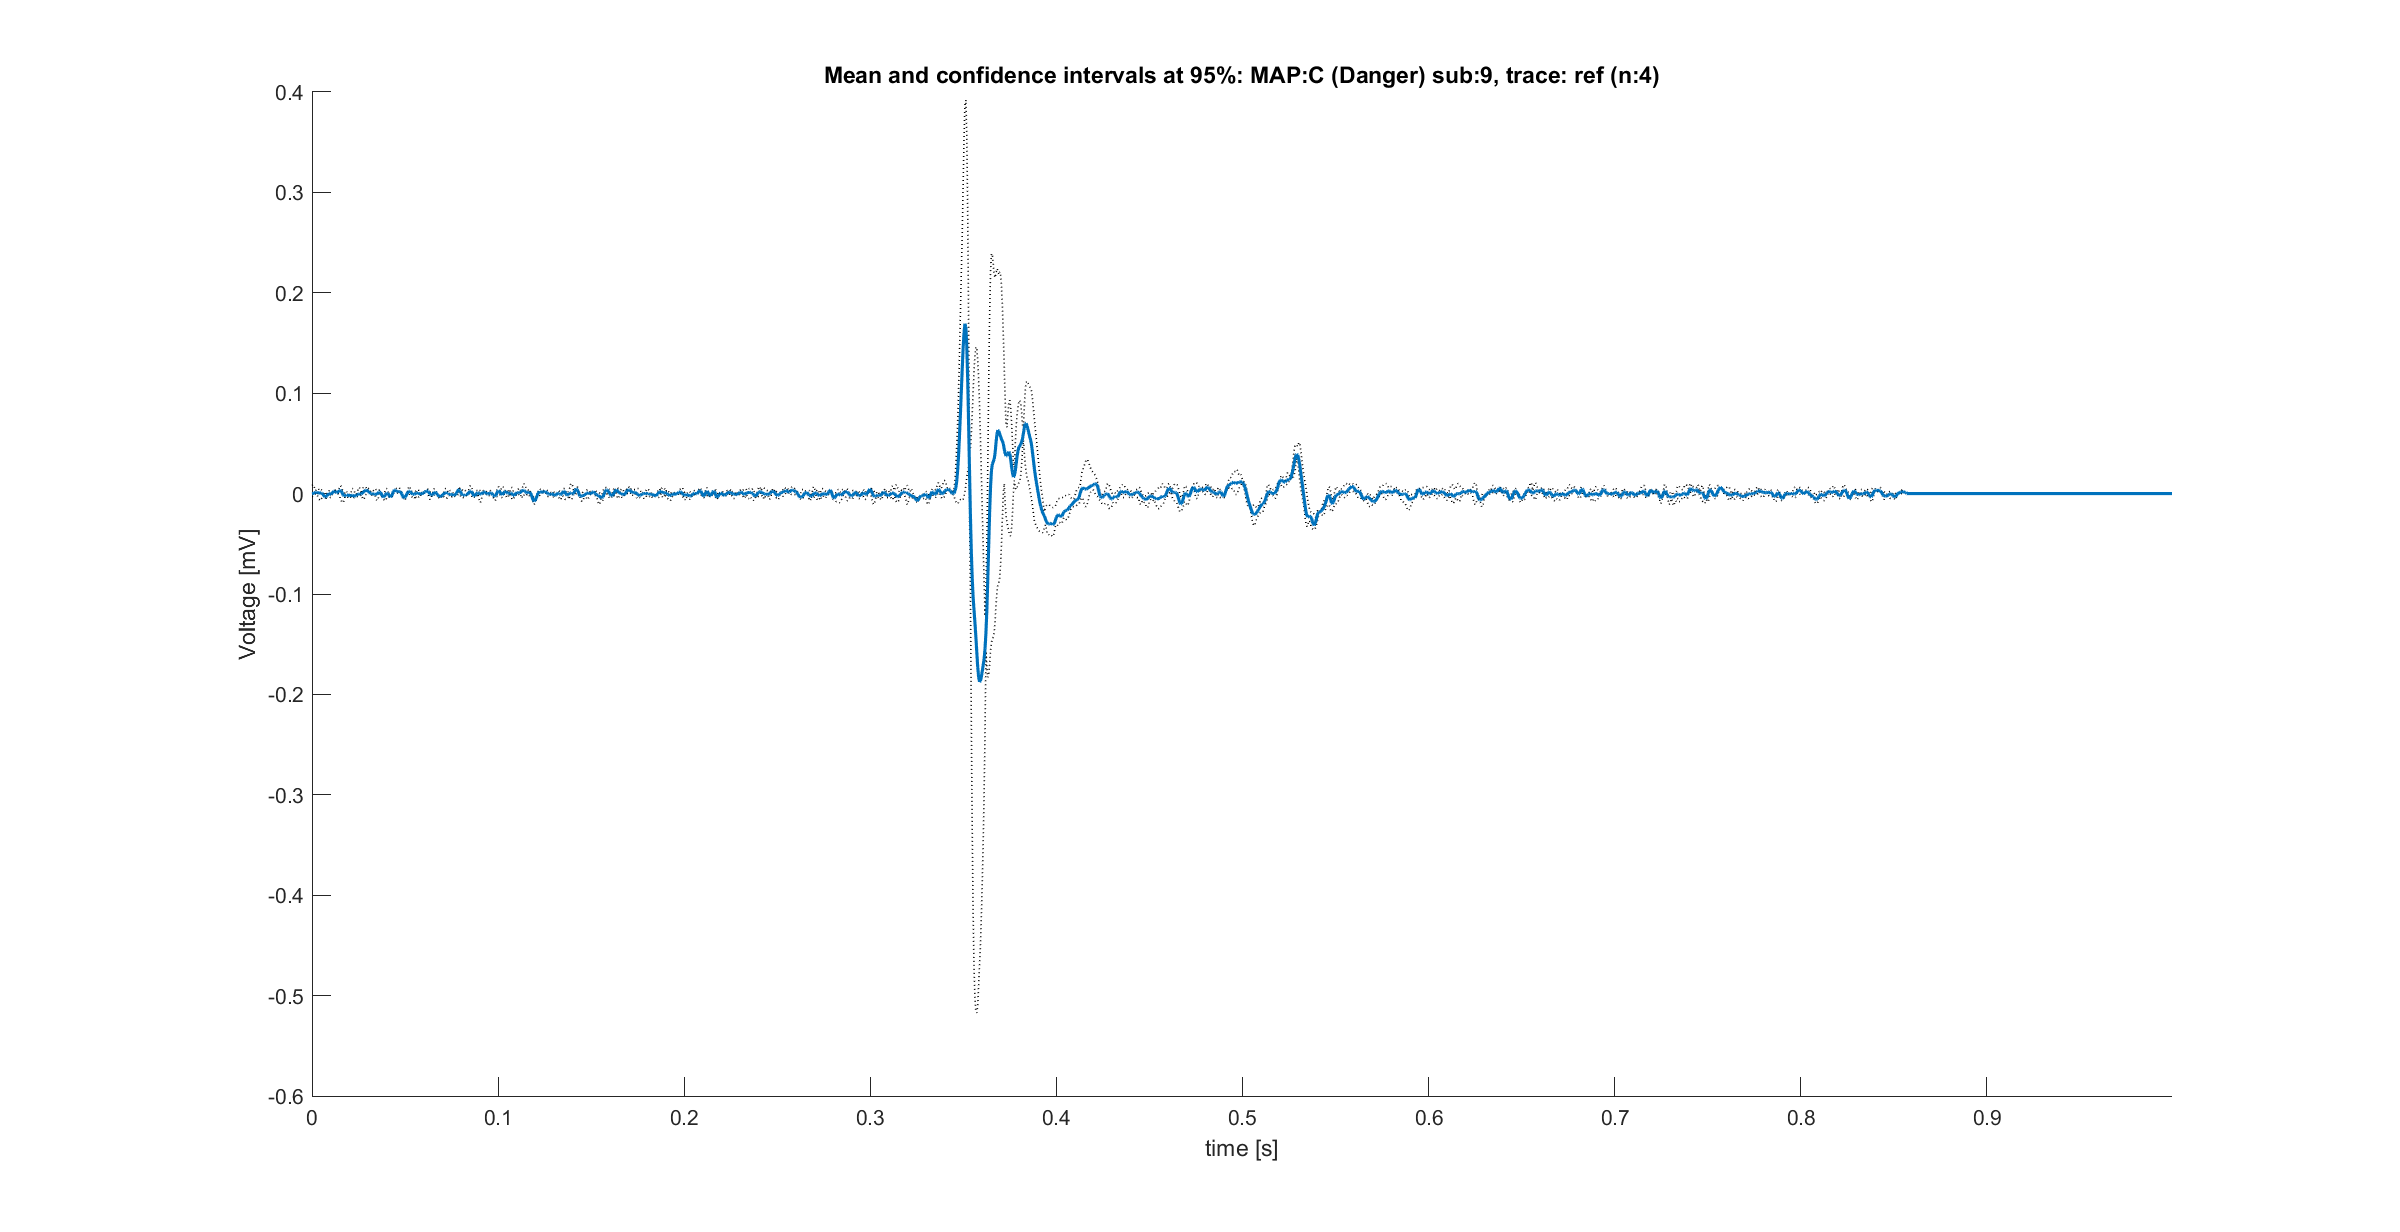 Mean and confidence intervals at 95%: MAP:C (Danger) sub:9, trace: ref (n:4)
0.4
0.3
0.2
0.1
0
-0.1
-0.2
-0.3
-0.4
-0.5
-0.6
Voltage [mV]
0 0.1 0.2 0.3 0.4 0.5 0.6 0.7 0.8 0.9
time [s]